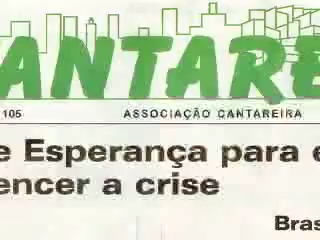 ANTARE
105 ASSOCIAÇÃO CANTAREIRA
e Esperança para e
encer a crise
Bras